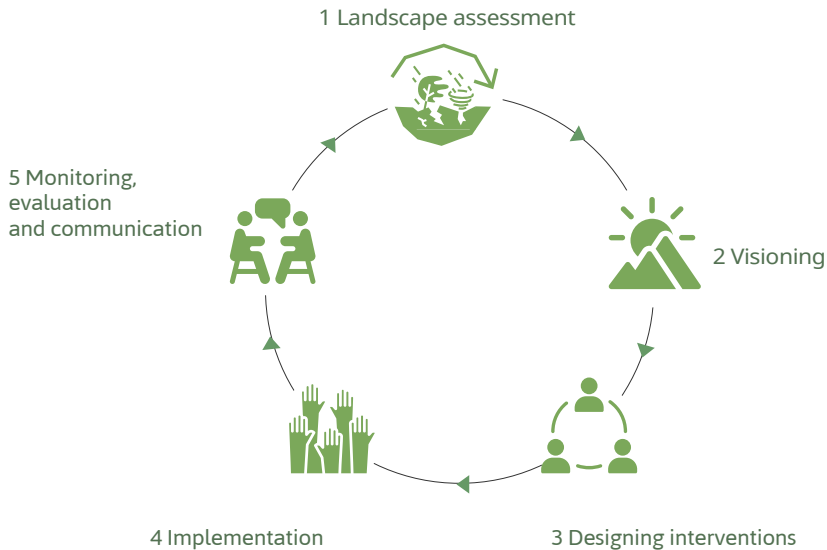 1 Landscape assessment
2 Visioning
3 Designing interventions
4 Implementation
5 Monitoring,
evaluation
and communication